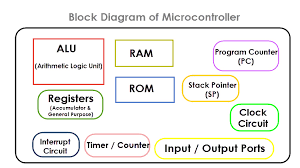 Block Diagram of Microcontroller
ALU
(Arithmetic Logic Unit)
RAM
Program Counter
(PC)
ROM
Stack Pointer
(SP)
Registers
(Accumulator &
General Purpose)
Clock
Circuit
Interrupt
Circuit
Timer / Counter
Input / Output Ports